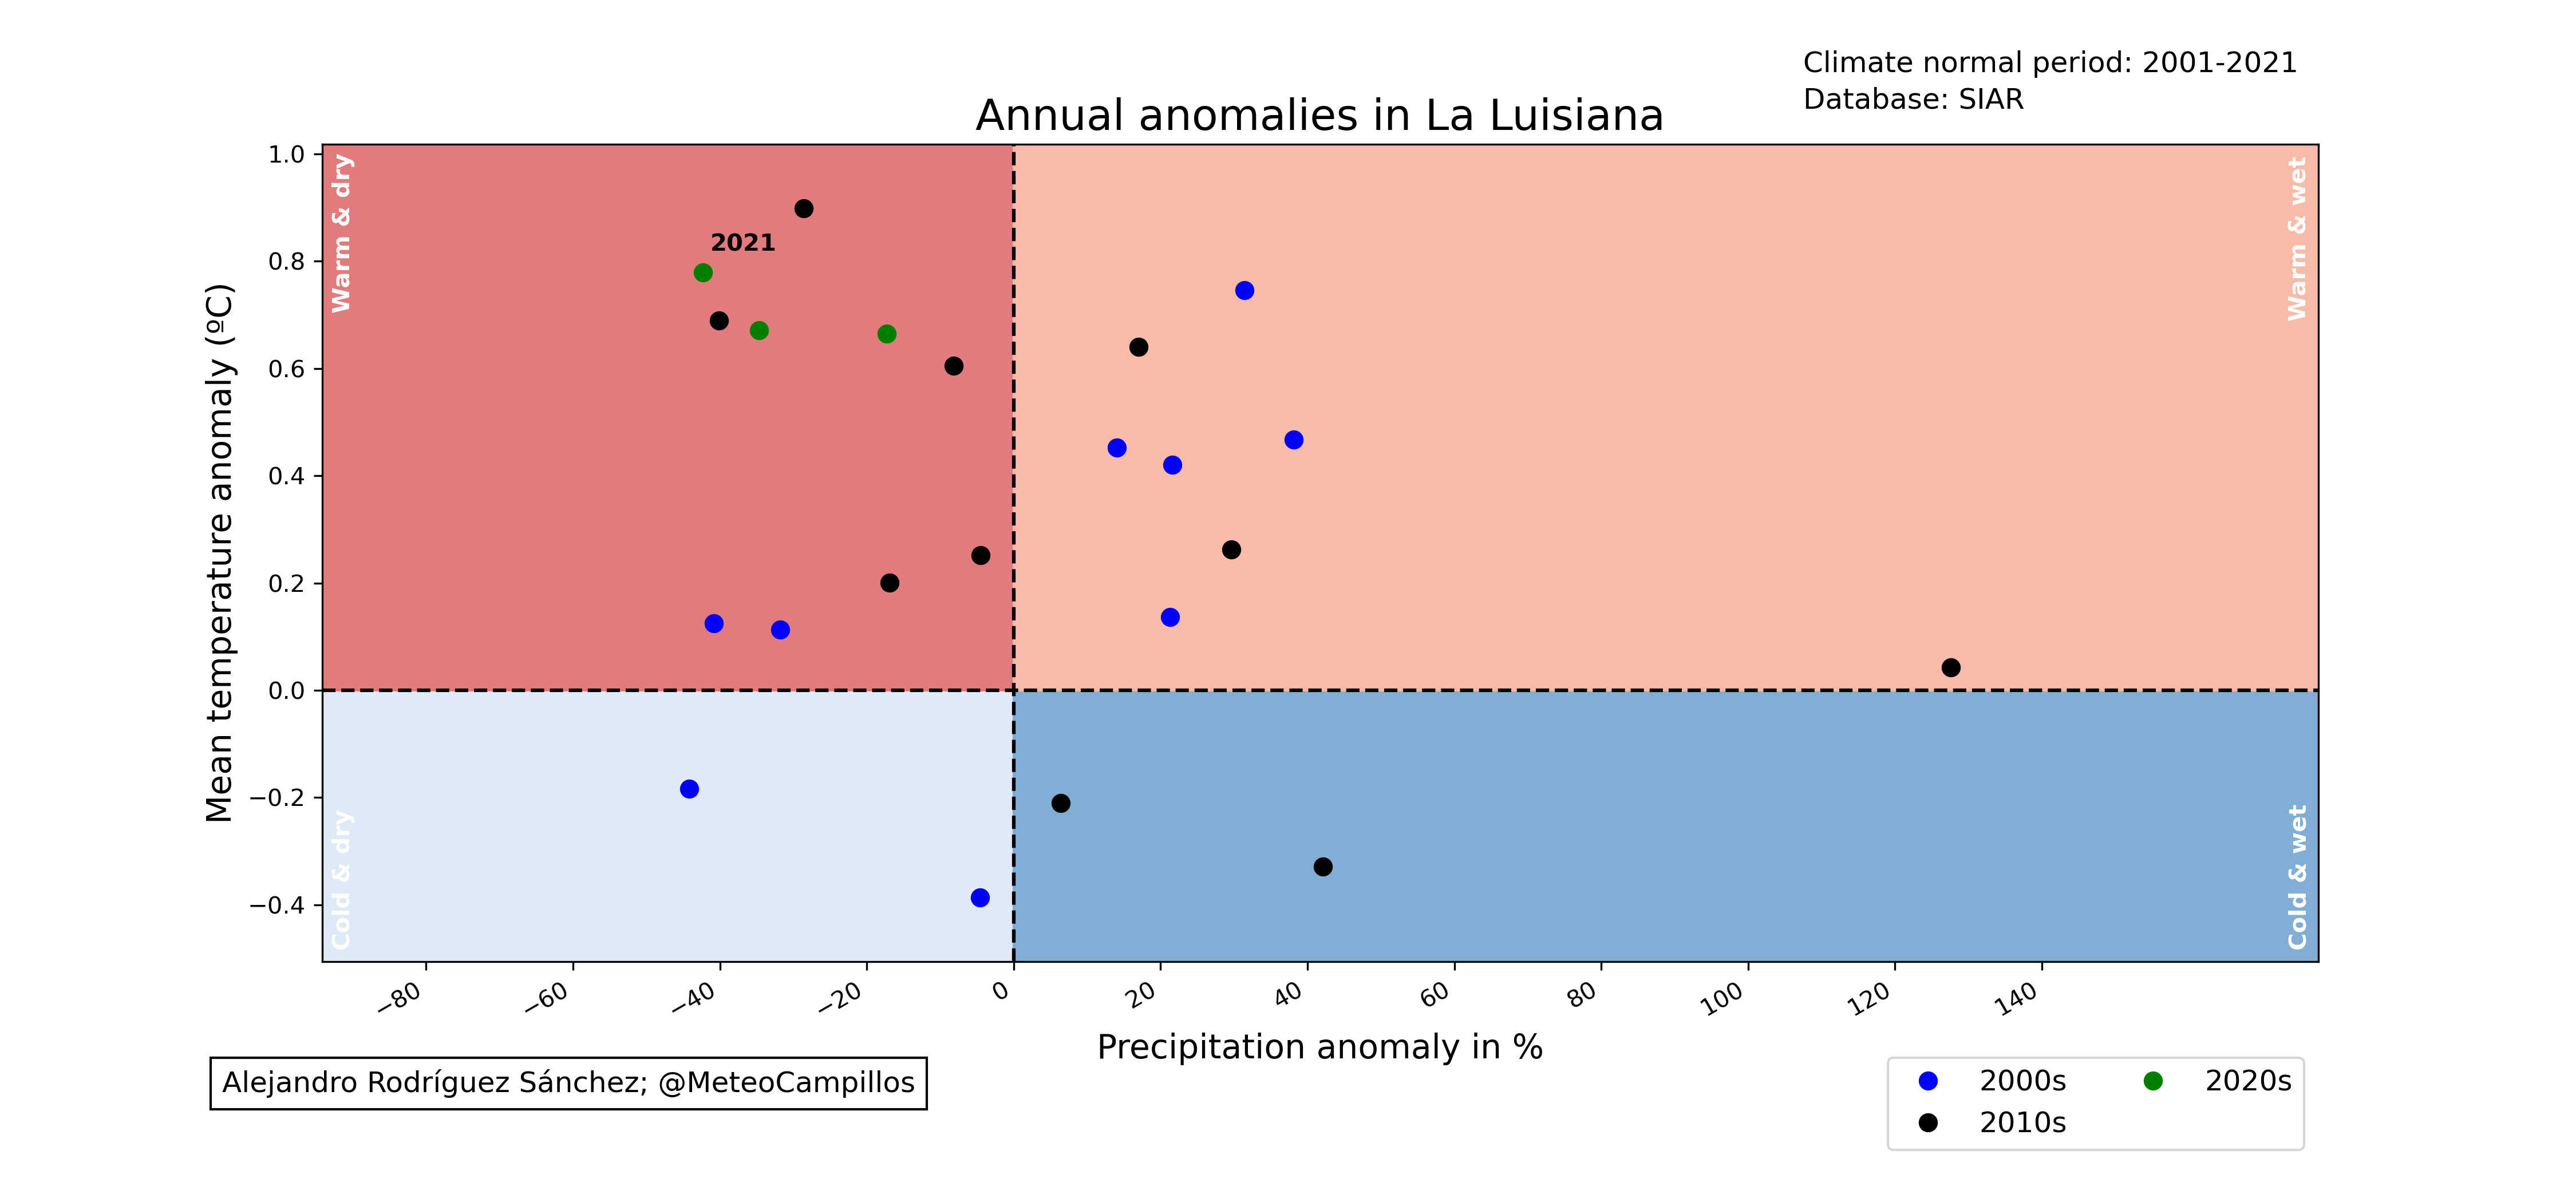 Climate normal period: 2001-2021
Database: SIAR
Annual anomalies in La Luisiana
Mean temperature anomaly (ºC)
1.0
0.8
0.6
0.4
0.2
0.0
−0.2
−0.4
Warm & dry
Warm & wet
2021
Cold & dry
Cold & wet
−80
−60
−40
−20
0
20
40
60
80
100
120
140
Precipitation anomaly in %
Alejandro Rodríguez Sánchez; @MeteoCampillos
2000s
2010s
2020s